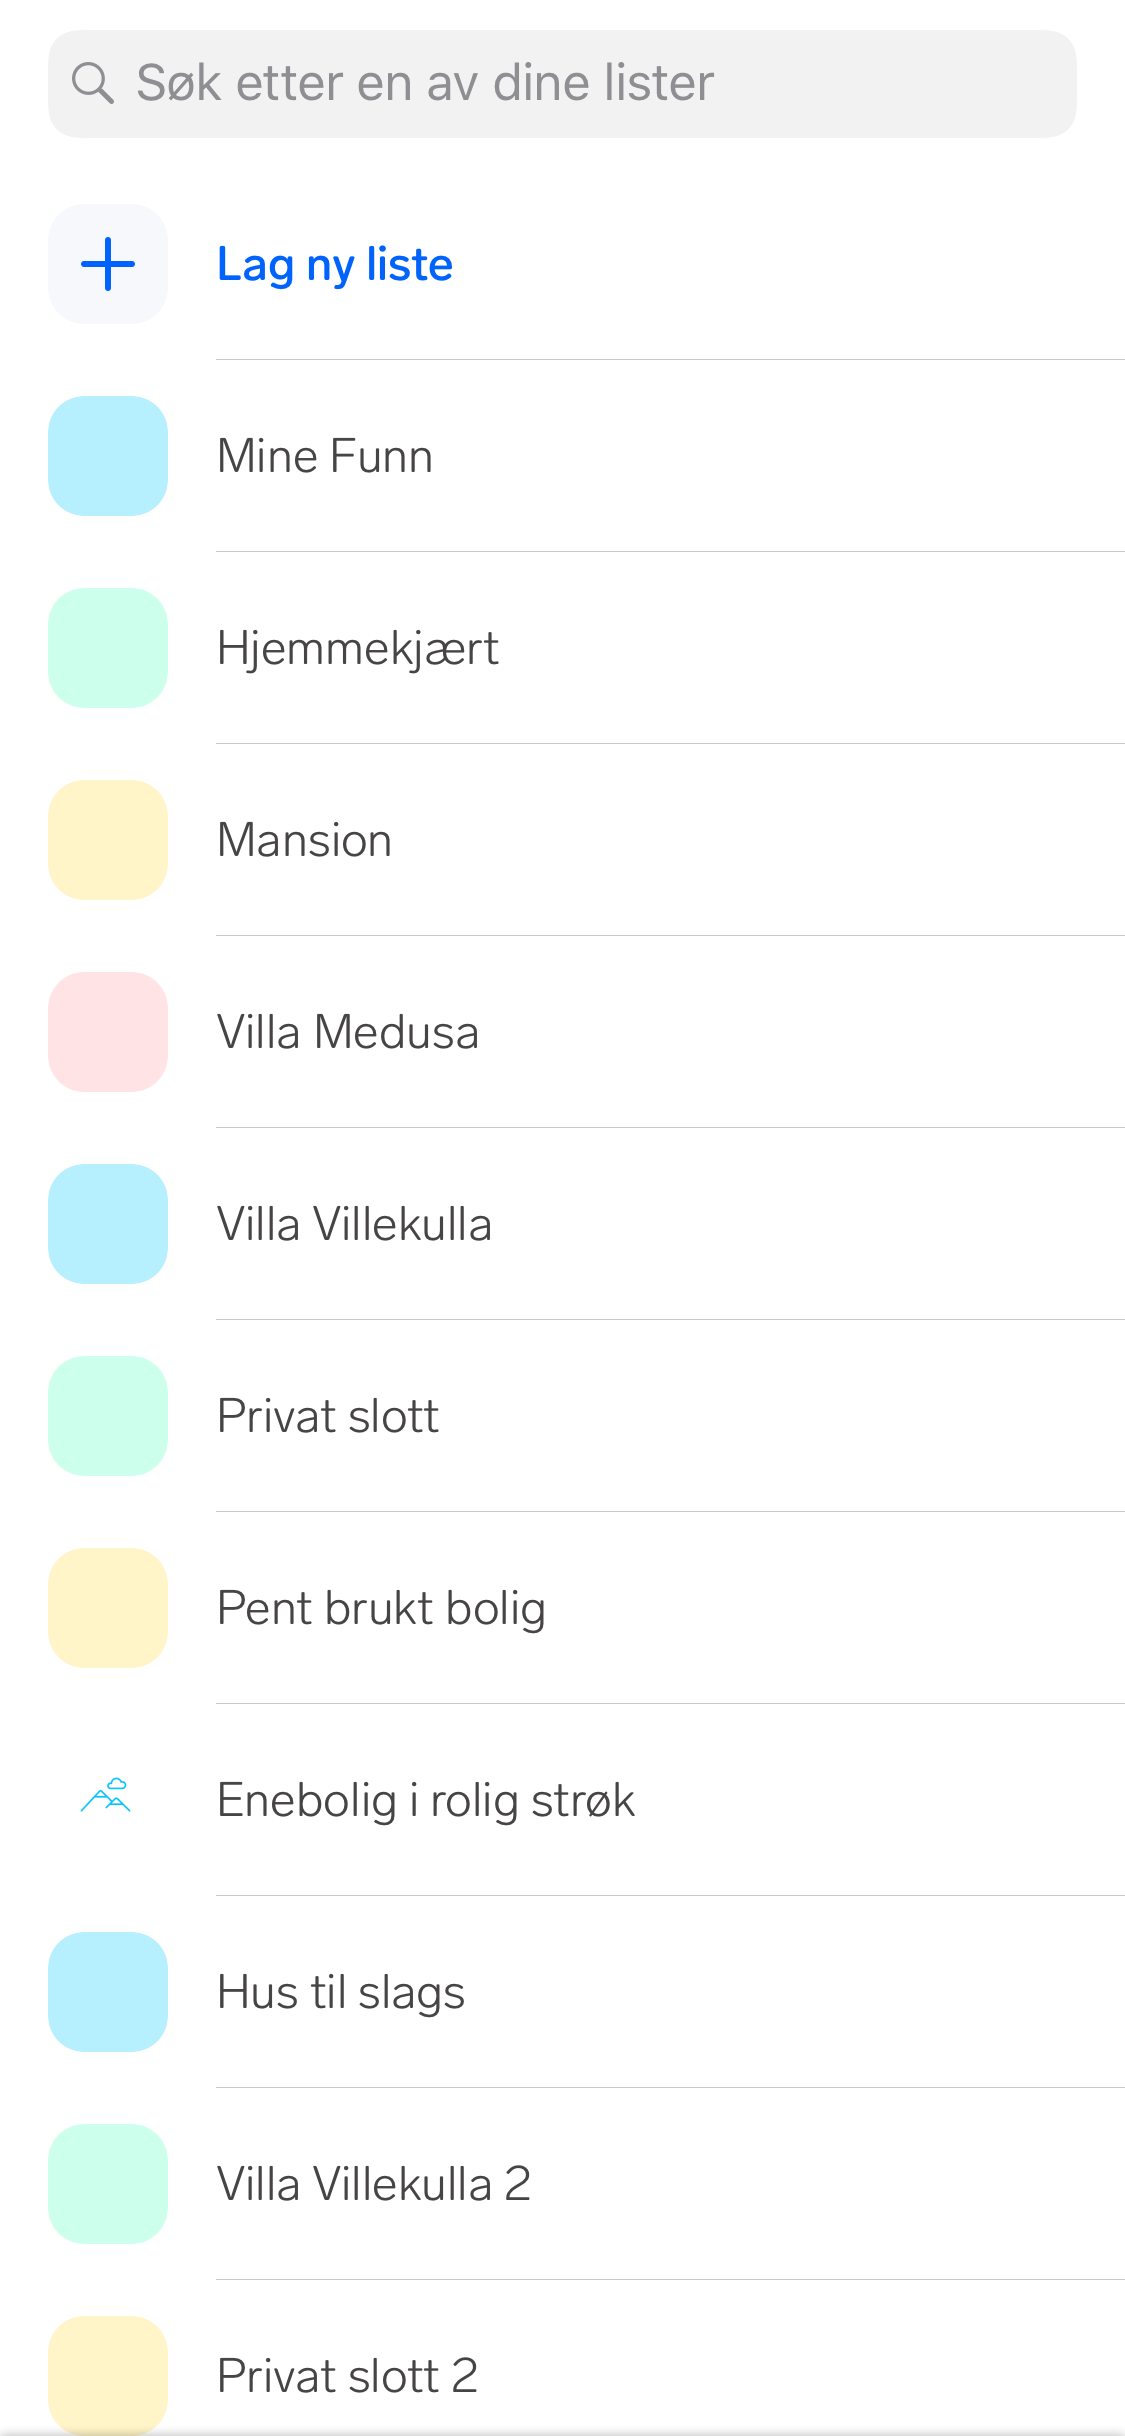 Søk etter en av dine lister
Lag ny liste
Mine Funn
Hjemmekjært
Mansion
Villa Medusa
Villa Villekulla
Privat slott
Pent brukt bolig
Enebolig i rolig strøk
Hus til slags
Villa Villekulla 2
Privat slott 2